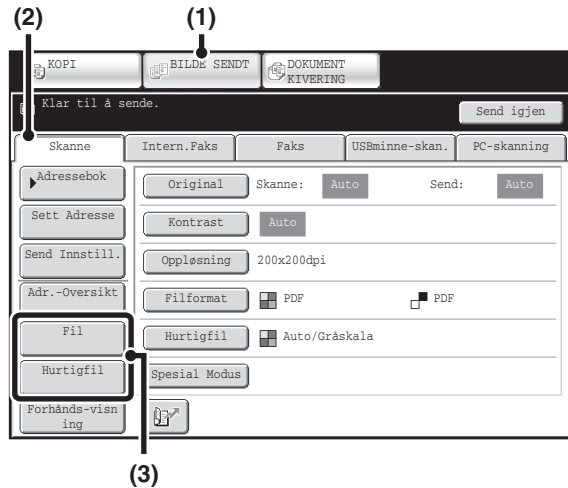 (1)
(2)
KOPI
BILDE SENDT
DOKUMENT
KIVERING
Klar til å sende.
Send igjen
Skanne
Intern.Faks
Faks
USBminne-skan.
PC-skanning
Adressebok
Original
Skanne:
Auto
Send:
Auto
Sett Adresse
Kontrast
Auto
Send Innstill.
Oppløsning
200x200dpi
Adr.-Oversikt
Filformat
PDF
PDF
Fil
Hurtigfil
Auto/Gråskala
Hurtigfil
Spesial Modus
Forhånds-visn
ing
(3)